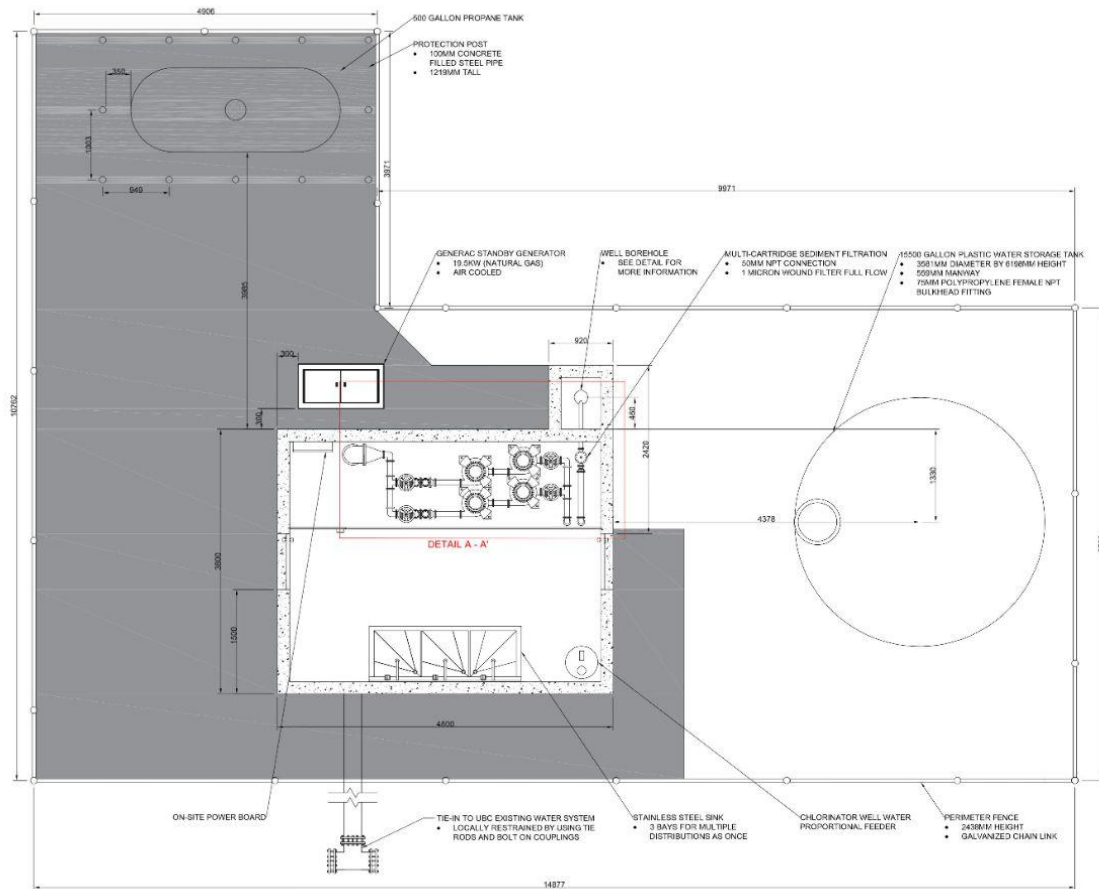 4906
500 GALLON PROPANE TANK
PROTECTION POST
• 100MM CONCRETE
FILLED STEEL PIPE
• 1219MM TALL
350
1003
949
3971
9971
10762
3985
GENERAC STANDBY GENERATOR
• 19.5KW (NATURAL GAS)
• AIR COOLED
WELL BOREHOLE
• SEE DETAIL FOR
MORE INFORMATION
MULTI-CARTRIDGE SEDIMENT FILTRATION
• 50MM NPT CONNECTION
• 1 MICRON WOUND FILTER FULL FLOW
15500 GALLON PLASTIC WATER STORAGE TANK
• 3581MM DIAMETER BY 6198MM HEIGHT
• 559MM MANWAY
• 75MM POLYPROPYLENE FEMALE NPT
BULKHEAD FITTING
300
920
300
460
2420
1330
4378
DETAIL A - A'
3800
1500
4800
ON-SITE POWER BOARD
TIE-IN TO UBC EXISTING WATER SYSTEM
• LOCALLY RESTRAINED BY USING TIE
RODS AND BOLT ON COUPLINGS
STAINLESS STEEL SINK
• 3 BAYS FOR MULTIPLE
DISTRIBUTIONS AS ONCE
CHLORINATOR WELL WATER
PROPORTIONAL FEEDER
PERIMETER FENCE
• 2438MM HEIGHT
• GALVANIZED CHAIN LINK
14877